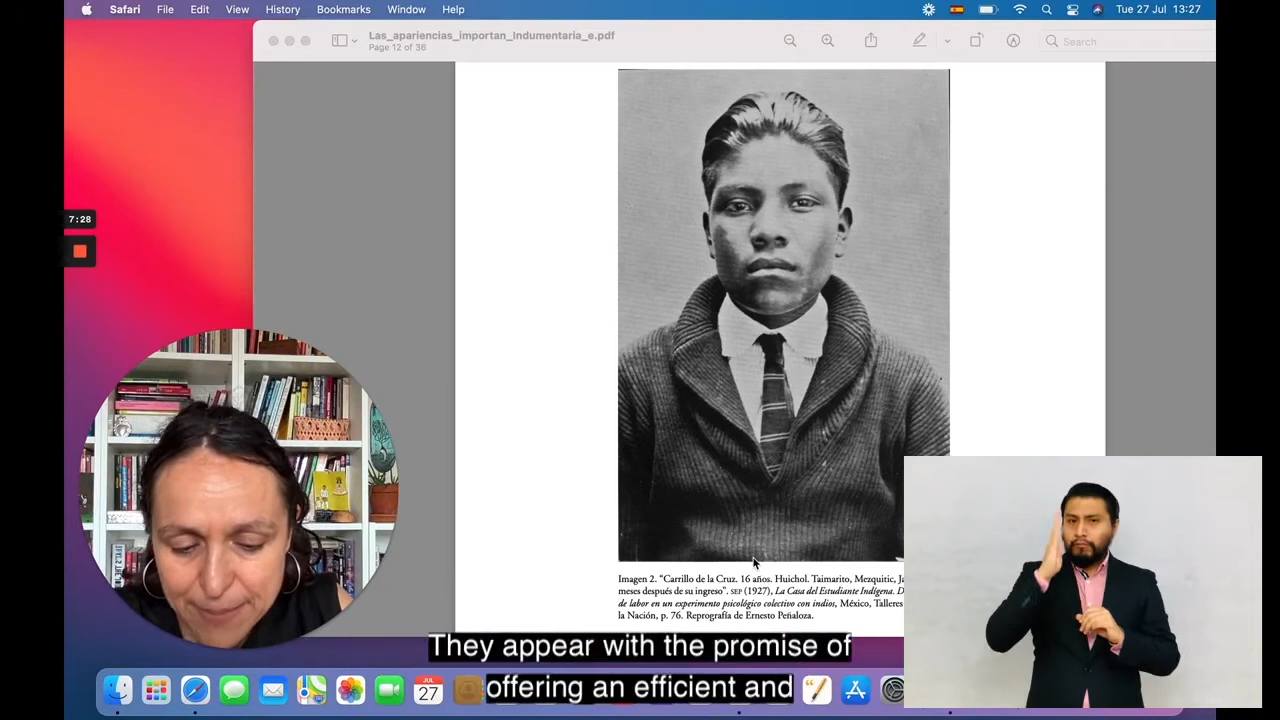 Safari File Edit View History Bookmarks Window Help Tue 27 Jul 13:27
Las_apariencias_importan_Indumentaria_e.pdf
Page 12 of 36
Search
7:28
Imagen 2. “Carrillo de la Cruz. 16 años. Huichol. Taimarito, Mezquitic, Ja
meses después de su ingreso”. SEP (1927), La Casa del Estudiante Indígena. D
de labor en un experimento psicológico colectivo con indios, México, Talleres
la Nación, p. 76. Reprografía de Ernesto Peñaloza.
They appear with the promise of
offering an efficient and
JUL
27